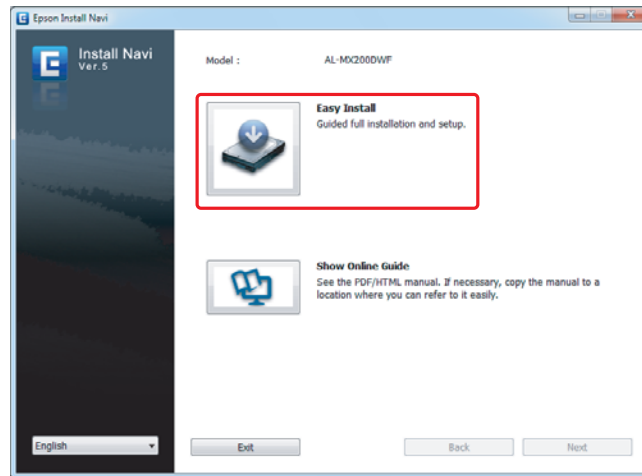 Epson Install Navi
Install Navi
Ver.5
Model : AL-MX200DWF
Easy Install
Guided full installation and setup.
Show Online Guide
See the PDF/HTML manual. If necessary, copy the manual to a
location where you can refer to it easily.
English Exit Back Next